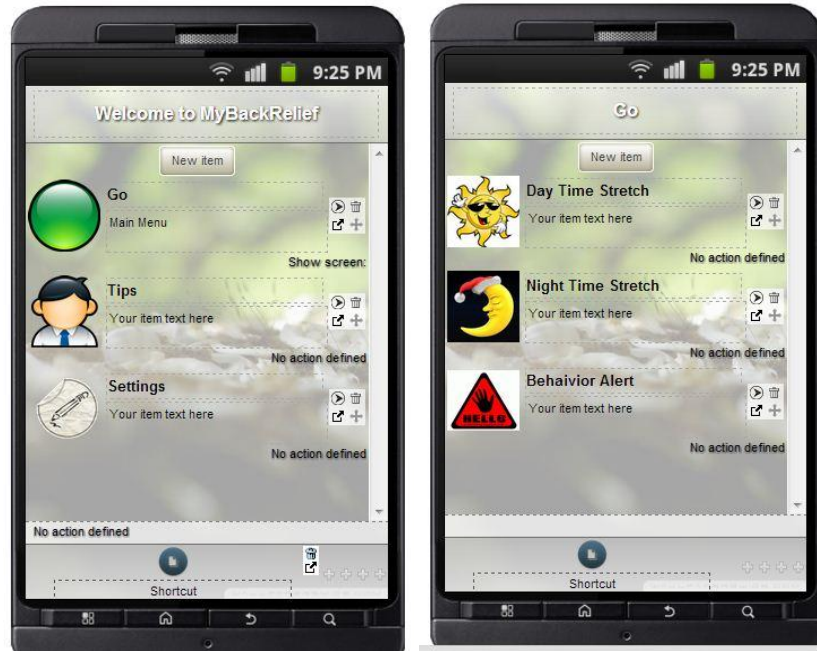 9:25 PM
Welcome to MyBackRelief
New item
Go
Main Menu
Show screen:
Tips
Your item text here
No action defined
Settings
Your item text here
No action defined
No action defined
Shortcut
9:25 PM
Go
New item
Day Time Stretch
Your item text here
No action defined
Night Time Stretch
Your item text here
No action defined
HELLO
Behaivior Alert
Your item text here
No action defined
Shortcut